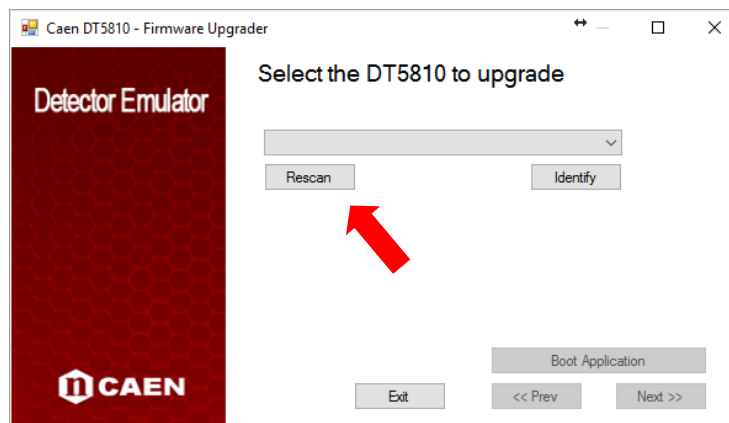 Caen DT5810 - Firmware Upgrader
Select the DT5810 to upgrade
Detector Emulator
Rescan
Identify
Boot Application
CAEN
Exit
<< Prev
Next >>